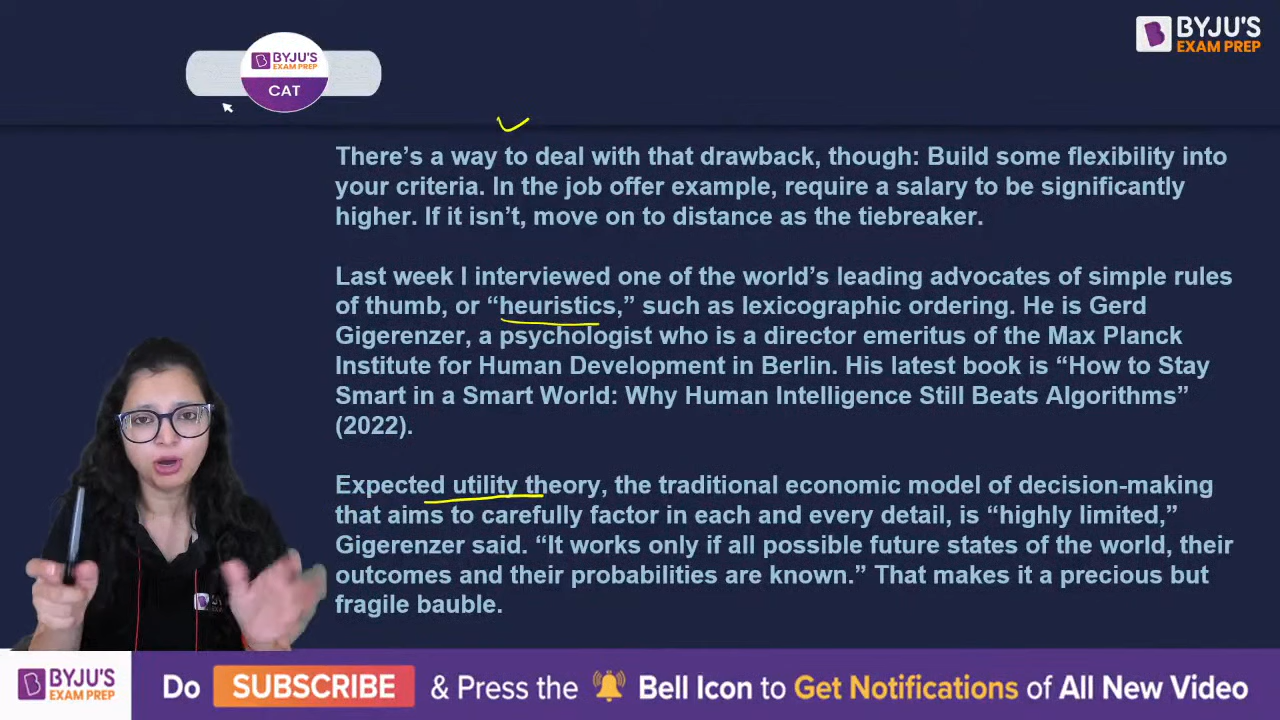 BYJU'S
EXAM PREP
BYJU'S
EXAM PREP
CAT
There's a way to deal with that drawback, though: Build some flexibility into
your criteria. In the job offer example, require a salary to be significantly
higher. If it isn't, move on to distance as the tiebreaker.
Last week I interviewed one of the world's leading advocates of simple rules
of thumb, or “heuristics,” such as lexicographic ordering. He is Gerd
Gigerenzer, a psychologist who is a director emeritus of the Max Planck
Institute for Human Development in Berlin. His latest book is “How to Stay
Smart in a Smart World: Why Human Intelligence Still Beats Algorithms”
(2022).
Expected utility theory, the traditional economic model of decision-making
that aims to carefully factor in each and every detail, is “highly limited,”
Gigerenzer said. “It works only if all possible future states of the world, their
outcomes and their probabilities are known.” That makes it a precious but
fragile bauble.
BYJU'S
EXAM PREP
Do SUBSCRIBE & Press the Bell Icon to Get Notifications of All New Video